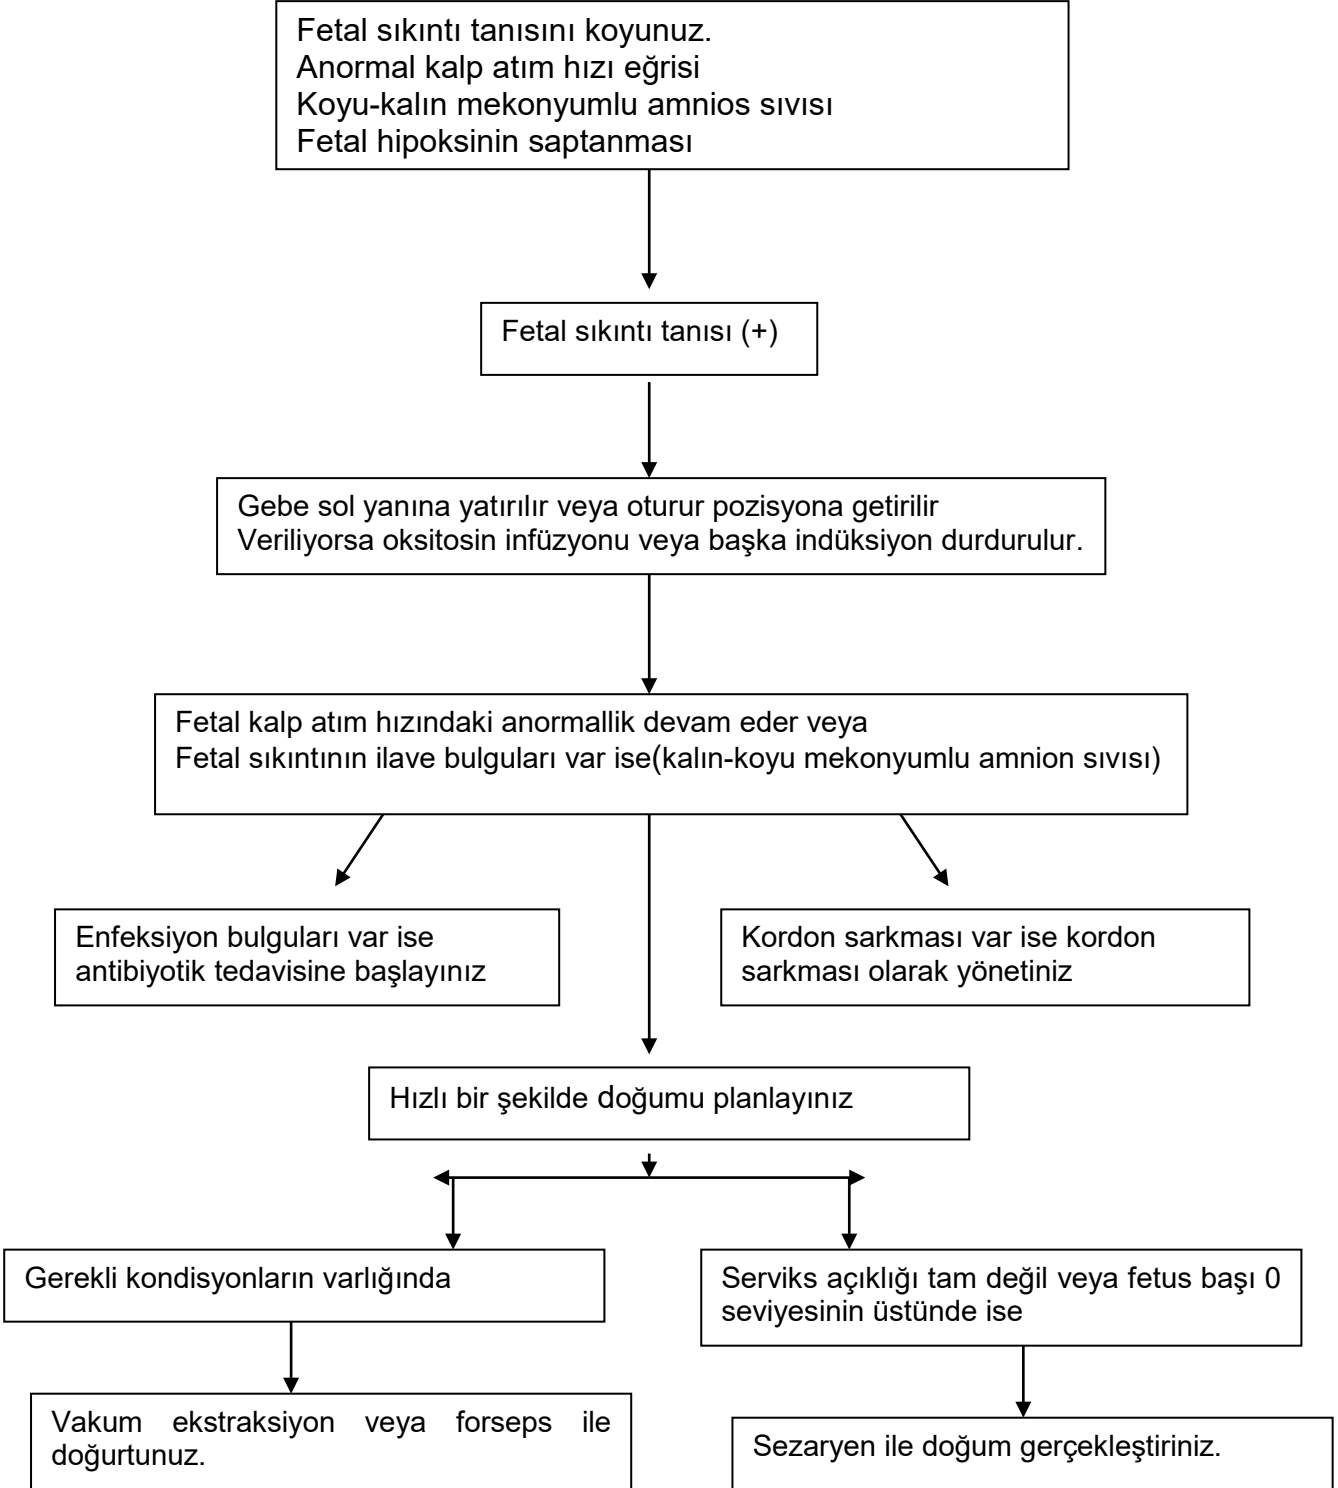 Fetal sıkıntı tanısını koyunuz.
Anormal kalp atım hızı eğrisi
Koyu-kalın mekonyumlu amnios sıvısı
Fetal hipoksinin saptanması
Fetal sıkıntı tanısı (+)
Gebe sol yanına yatırılır veya oturur pozisyona getirilir
Veriliyorsa oksitosin infüzyonu veya başka indüksiyon durdurulur.
Fetal kalp atım hızındaki anormallik devam eder veya
Fetal sıkıntının ilave bulguları var ise(kalın-koyu mekonyumlu amnion sıvısı)
Enfeksiyon bulguları var ise
antibiyotik tedavisine başlayınız
Kordon sarkması var ise kordon
sarkması olarak yönetiniz
Hızlı bir şekilde doğumu planlayınız
Gerekli kondisyonların varlığında
Serviks açıklığı tam değil veya fetus başı 0
seviyesinin üstünde ise
Vakum ekstraksiyon veya forseps ile
doğurtunuz.
Sezaryen ile doğum gerçekleştiriniz.